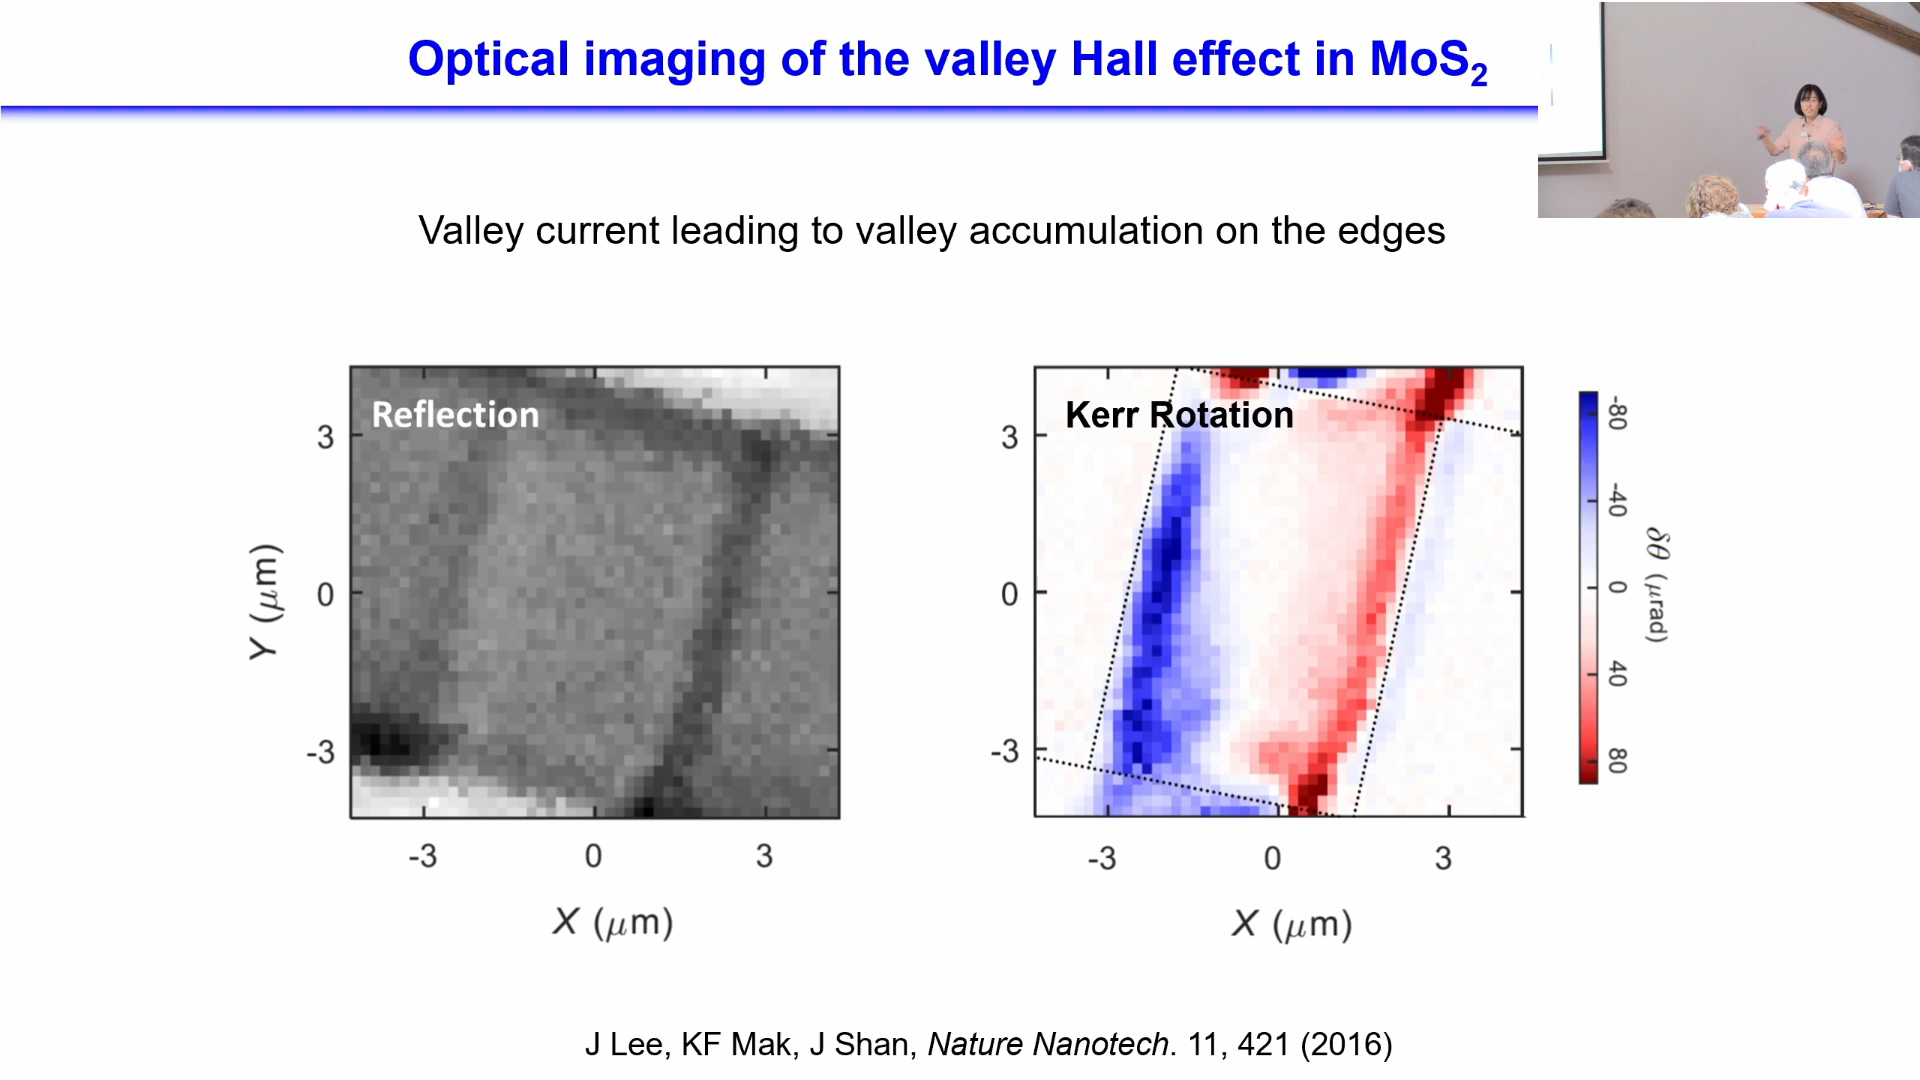 Optical imaging of the valley Hall effect in MoS₂
Valley current leading to valley accumulation on the edges
Reflection
3
0
-3
Y (μm)
-3 0 3
X (μm)
Kerr Rotation
3
0
-3
-3 0 3
X (μm)
-80
-40
0
40
80
δθ (μrad)
J Lee, KF Mak, J Shan, Nature Nanotech. 11, 421 (2016)